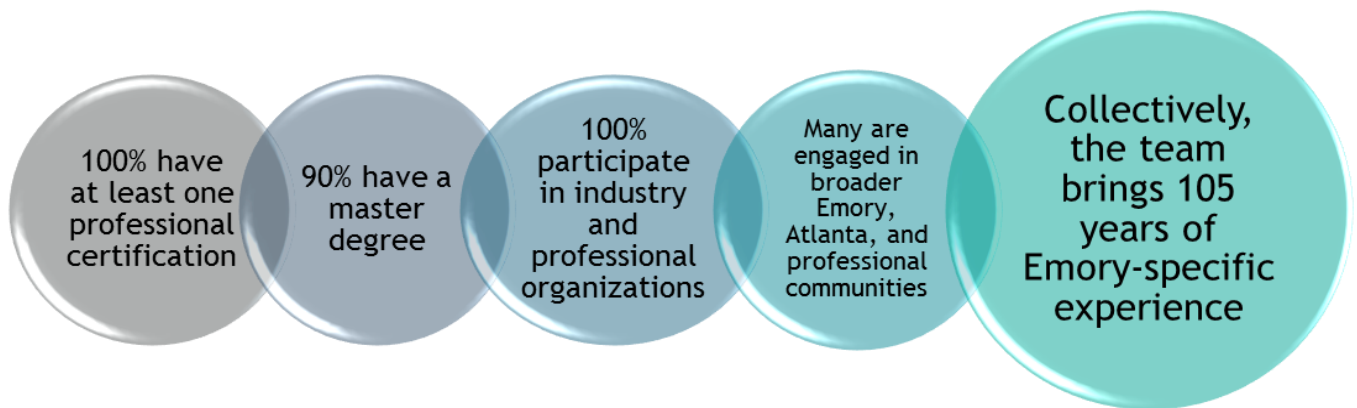 100% have
at least one
professional
certification
90% have a
master
degree
100%
participate
in industry
and
professional
organizations
Many are
engaged in
broader
Emory,
Atlanta, and
professional
communities
Collectively,
the team
brings 105
years of
Emory-specific
experience